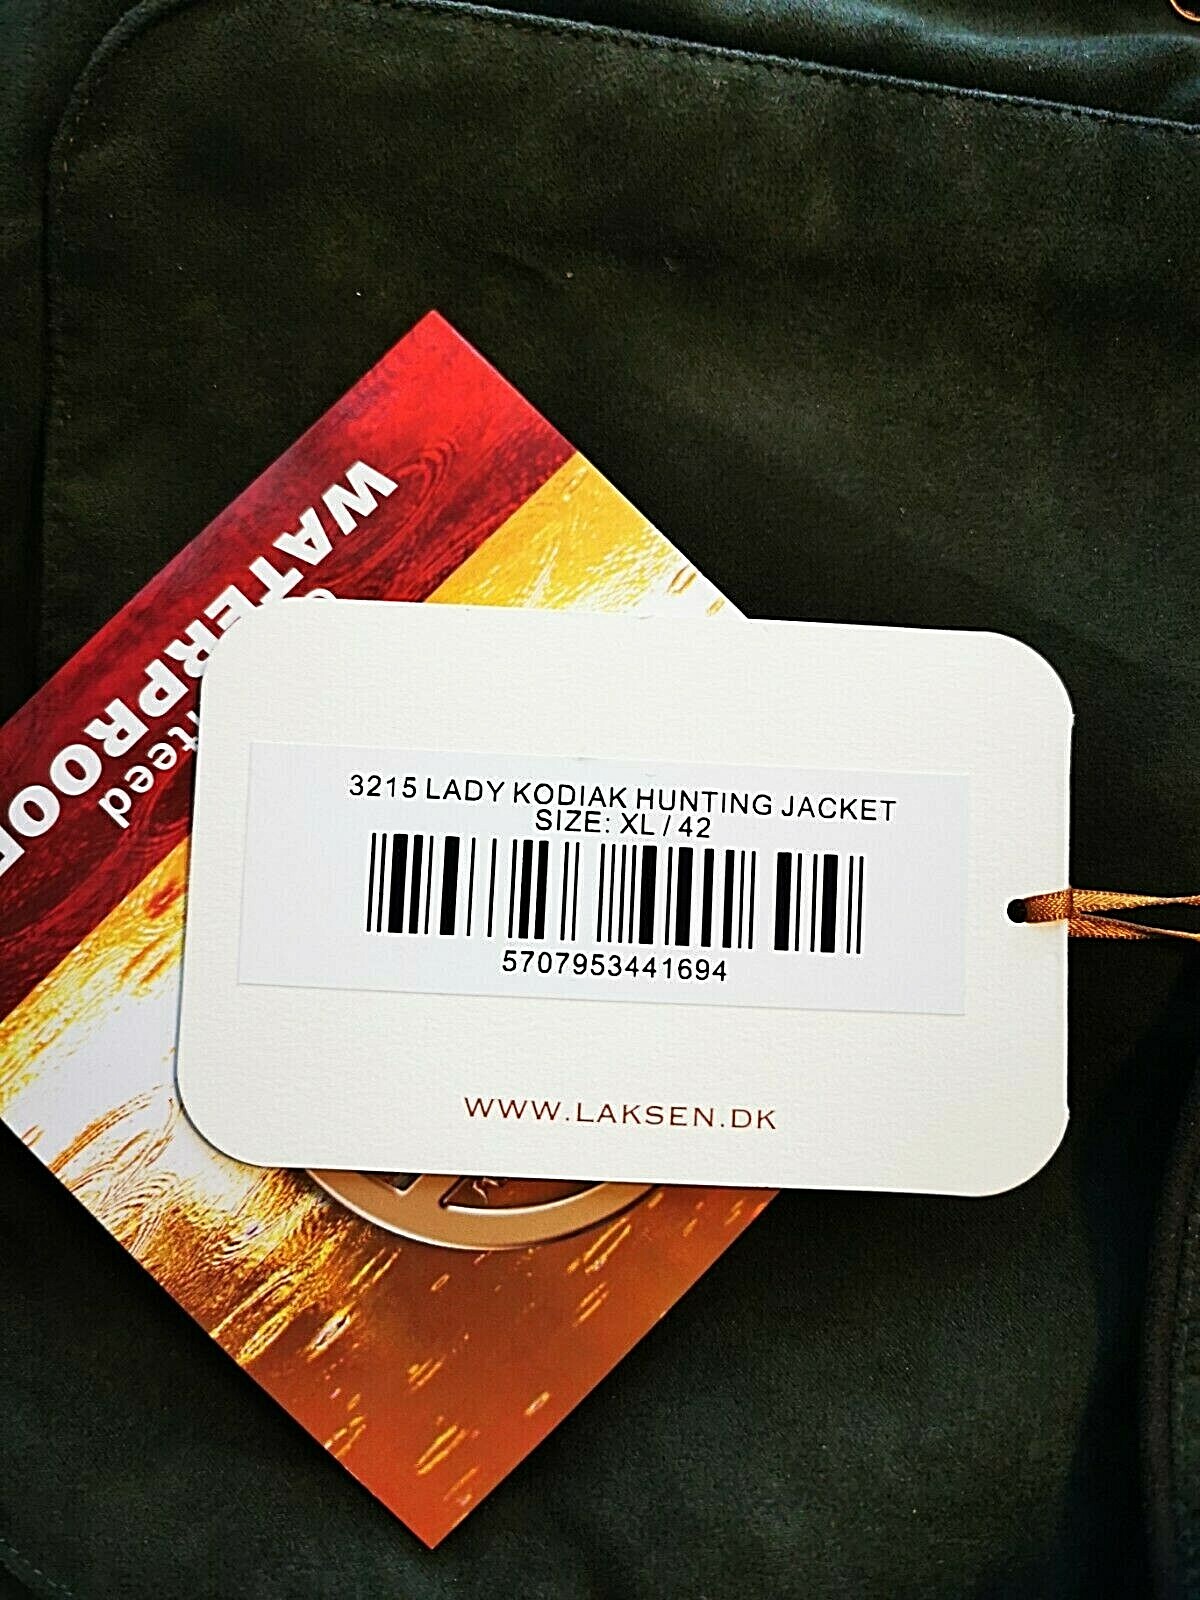 WATERPROOF
3215 LADY KODIAK HUNTING JACKET
SIZE: XL / 42
5707953441694
WWW.LAKSEN.DK